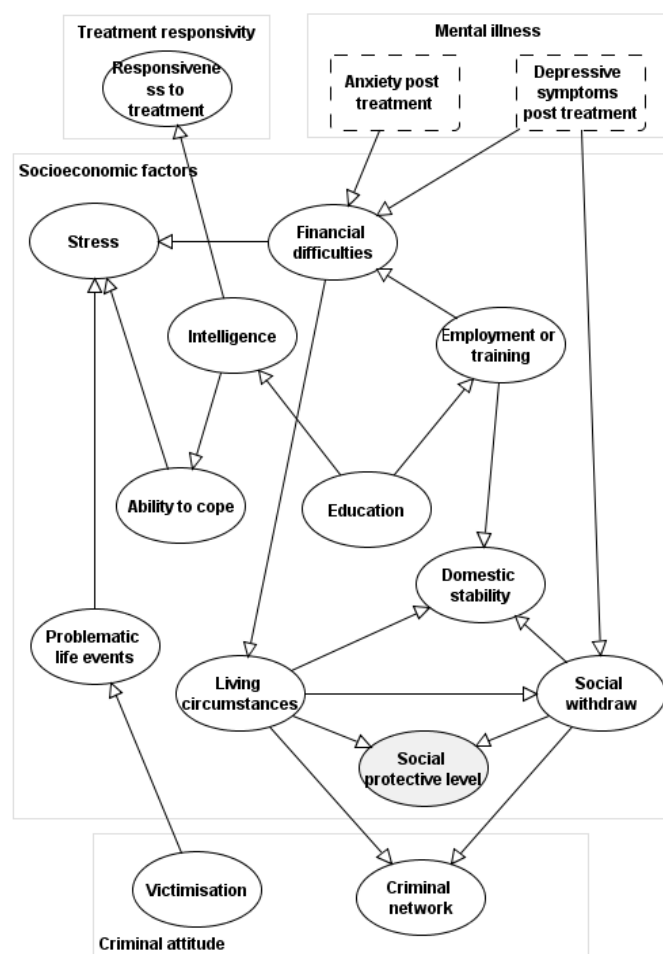 Treatment responsivity
Responsivene
ss to
treatment
Mental illness
Anxiety post
treatment
Depressive
symptoms
post treatment
Socioeconomic factors
Stress
Financial
difficulties
Intelligence
Employment or
training
Ability to cope
Education
Domestic
stability
Problematic
life events
Living
circumstances
Social
withdraw
Social
protective level
Victimisation
Criminal
network
Criminal attitude